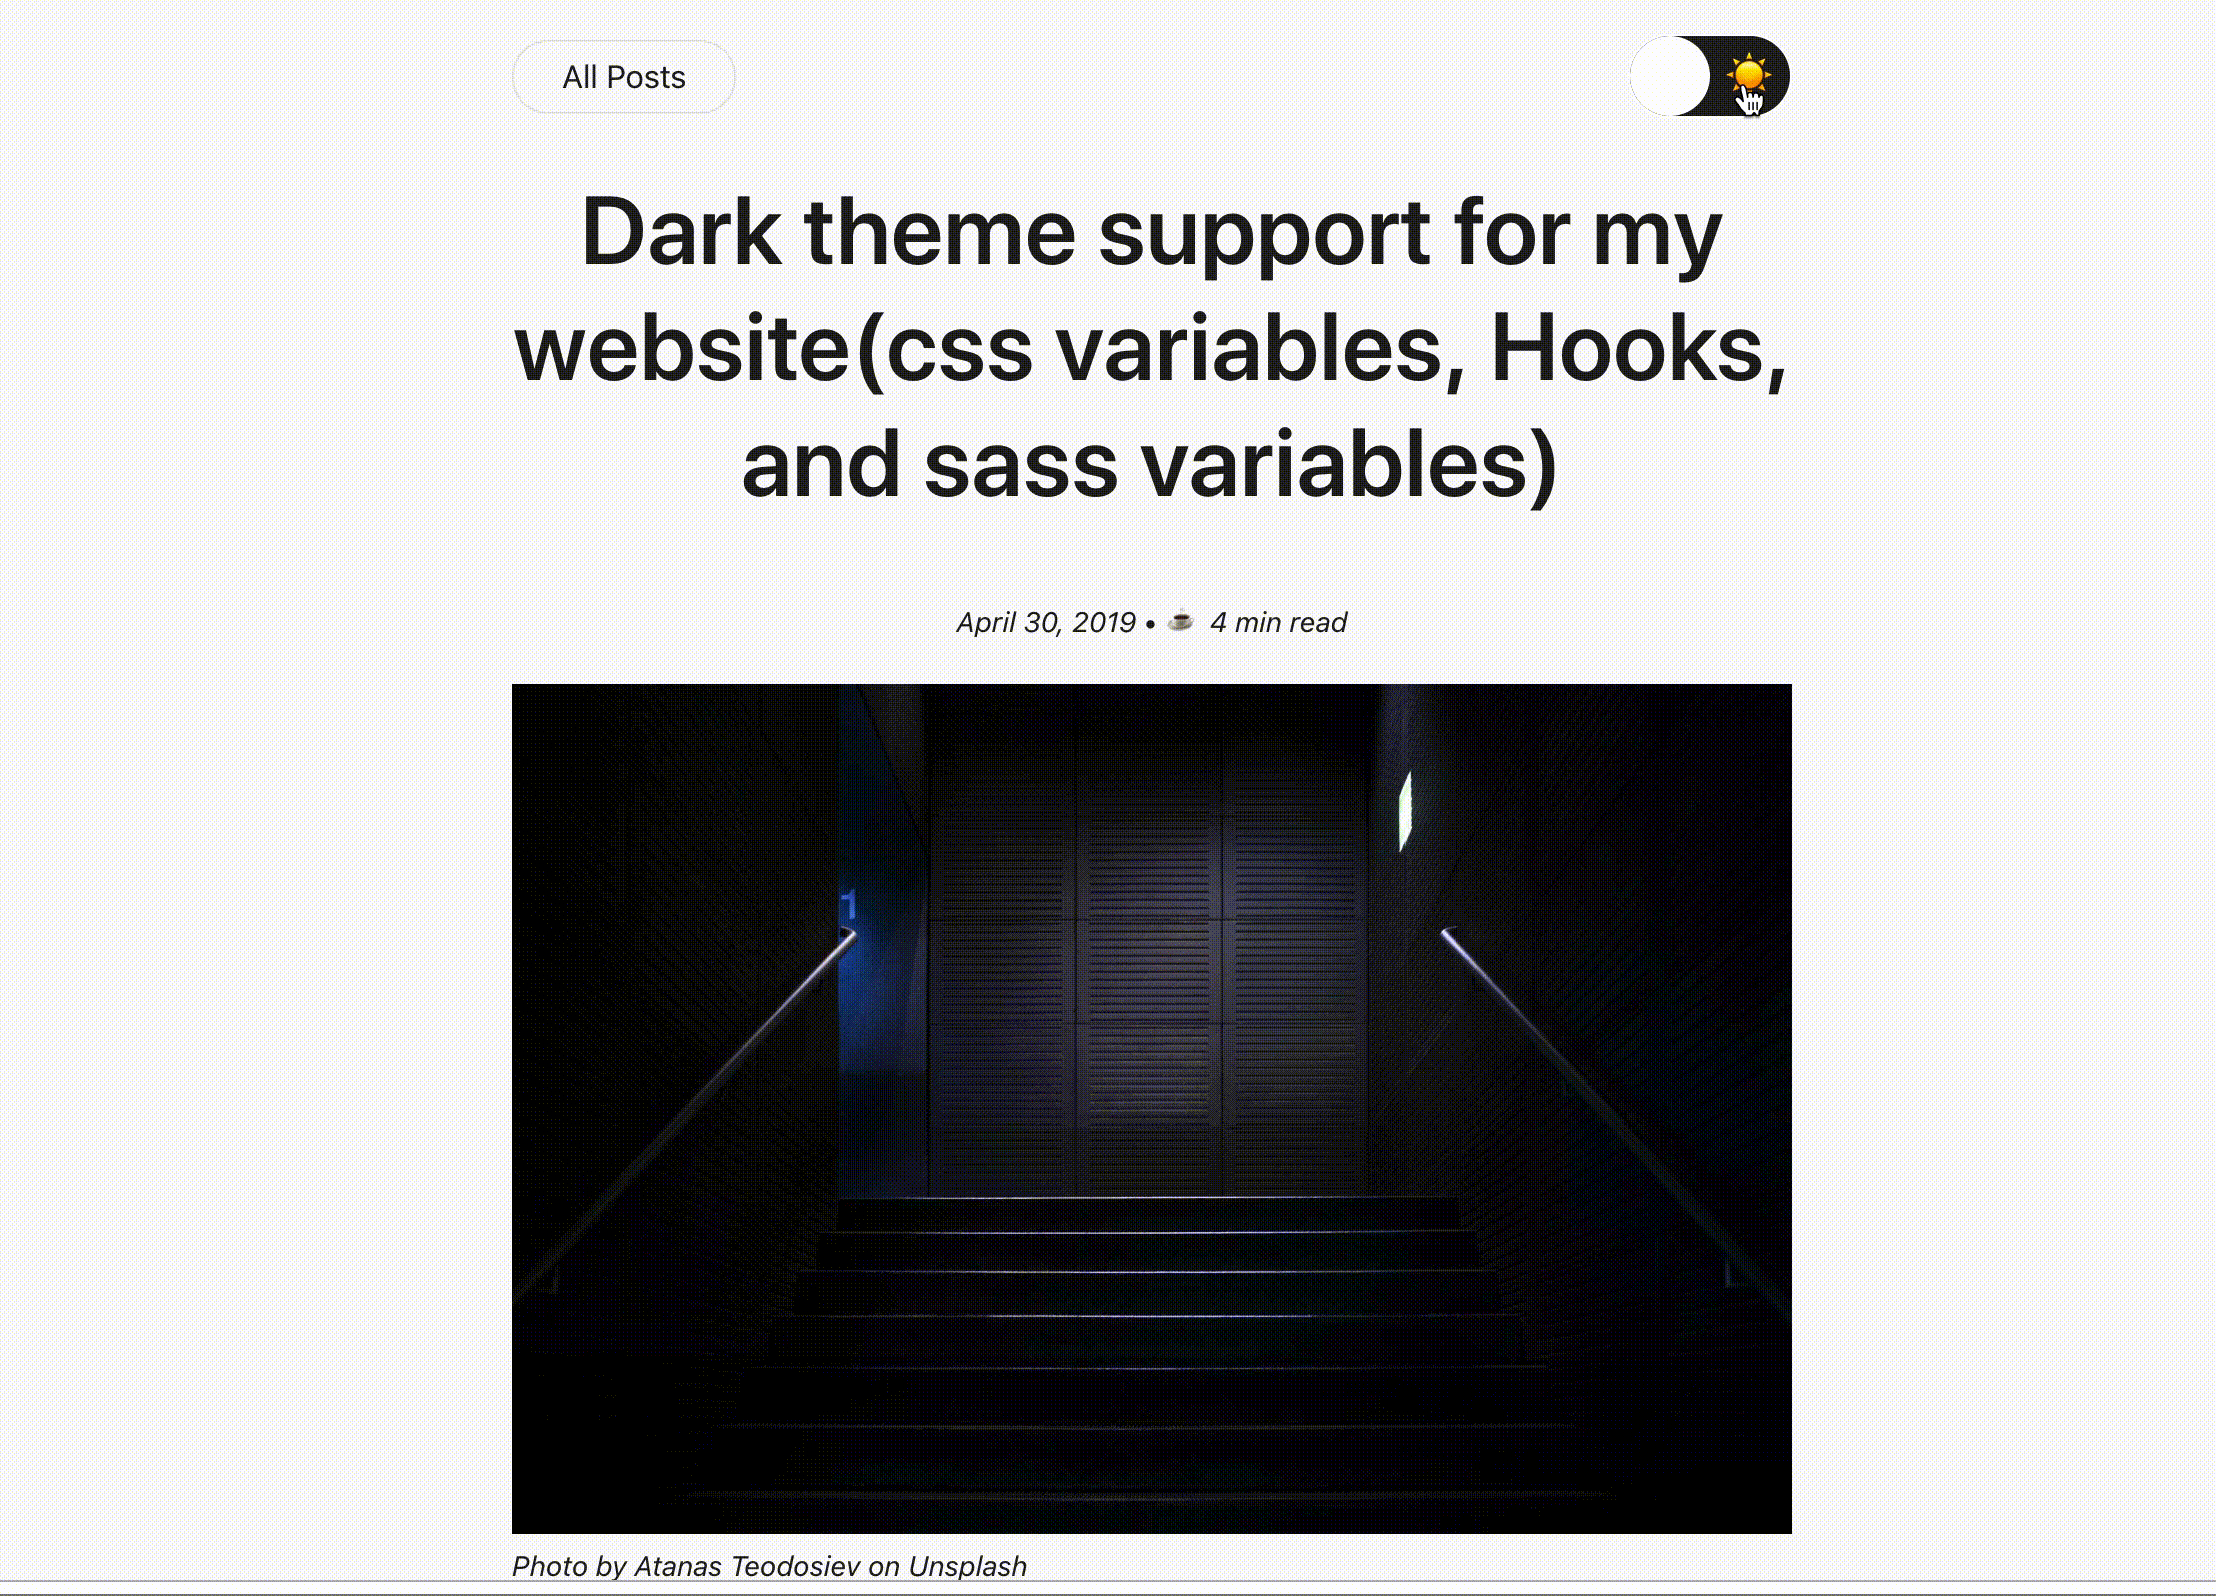 All Posts
Dark theme support for my
website(css variables, Hooks,
and sass variables)
April 30, 2019 • ☕ 4 min read
1
Photo by Atanas Teodosiev on Unsplash